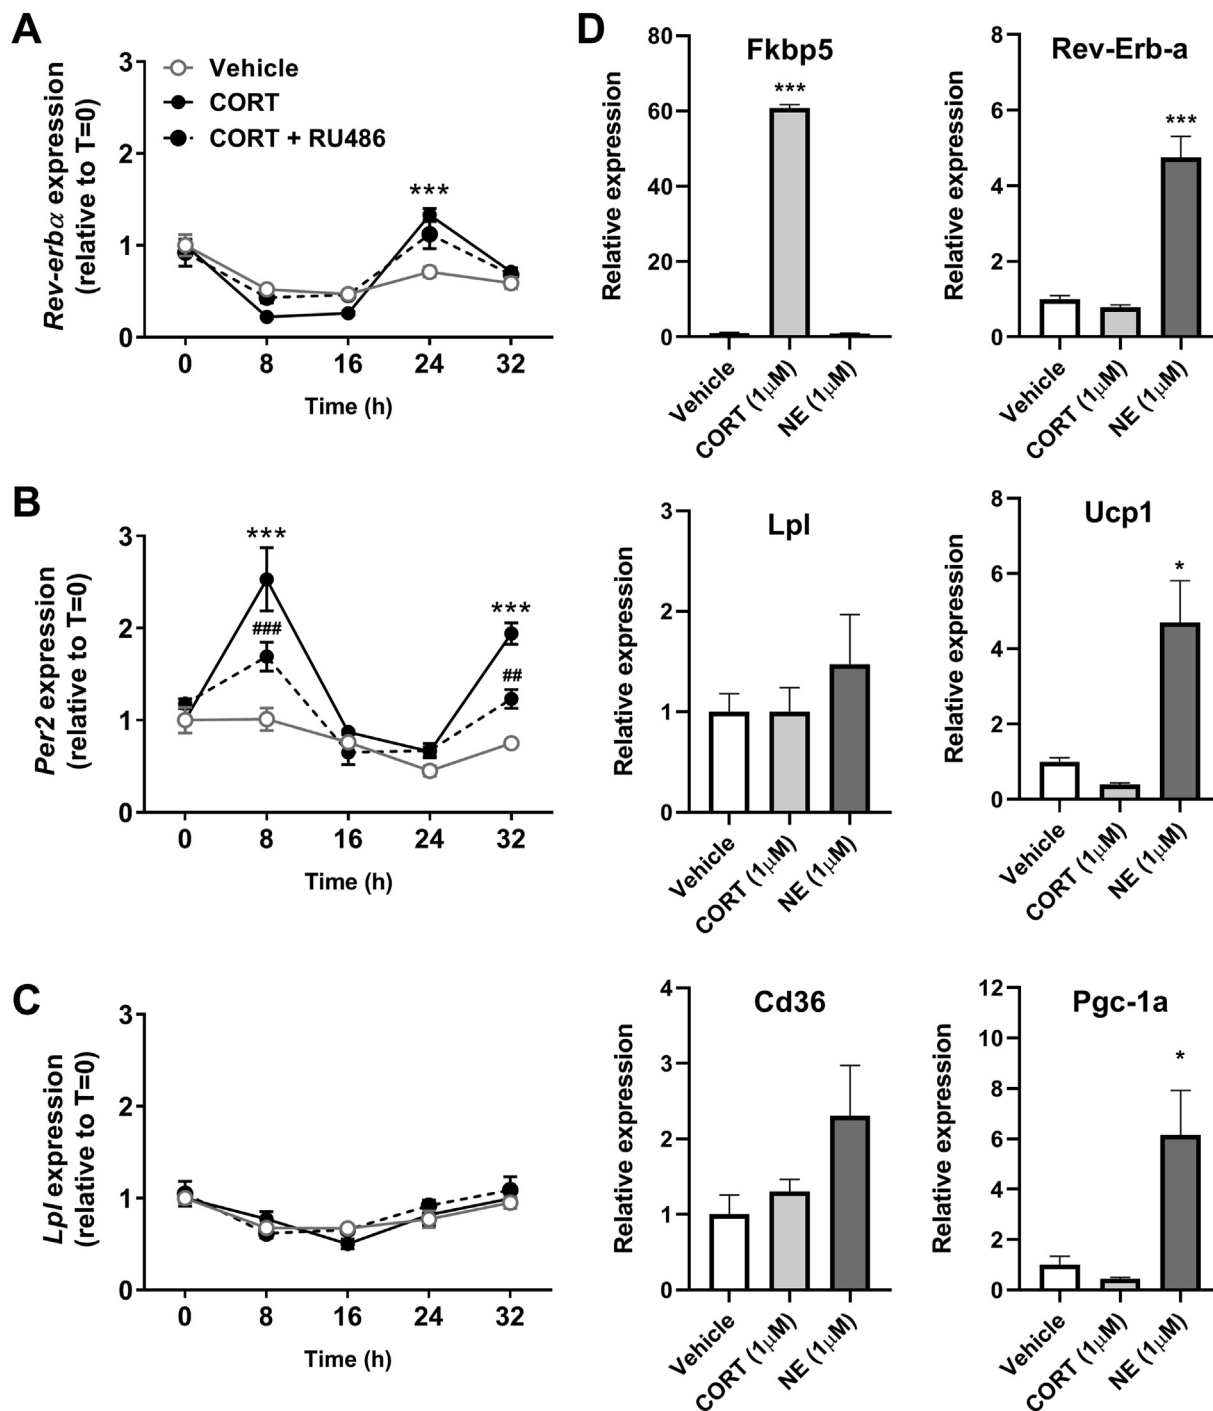 A
Rev-erbα expression
(relative to T=0)
3
2
1
0
Vehicle
CORT
CORT + RU486
***
0 8 16 24 32
Time (h)
B
Per2 expression
(relative to T=0)
3
2
1
0
***
###
***
##
0 8 16 24 32
Time (h)
C
Lpl expression
(relative to T=0)
3
2
1
0
0 8 16 24 32
Time (h)
D
Fkbp5
Relative expression
80
60
40
20
0
***
Vehicle
CORT (1μM)
NE (1μM)
Rev-Erb-a
Relative expression
8
6
4
2
0
***
Vehicle
CORT (1μM)
NE (1μM)
Lpl
Relative expression
3
2
1
0
Vehicle
CORT (1μM)
NE (1μM)
Ucp1
Relative expression
8
6
4
2
0
*
Vehicle
CORT (1μM)
NE (1μM)
Cd36
Relative expression
4
3
2
1
0
Vehicle
CORT (1μM)
NE (1μM)
Pgc-1a
Relative expression
12
10
8
6
4
2
0
*
Vehicle
CORT (1μM)
NE (1μM)